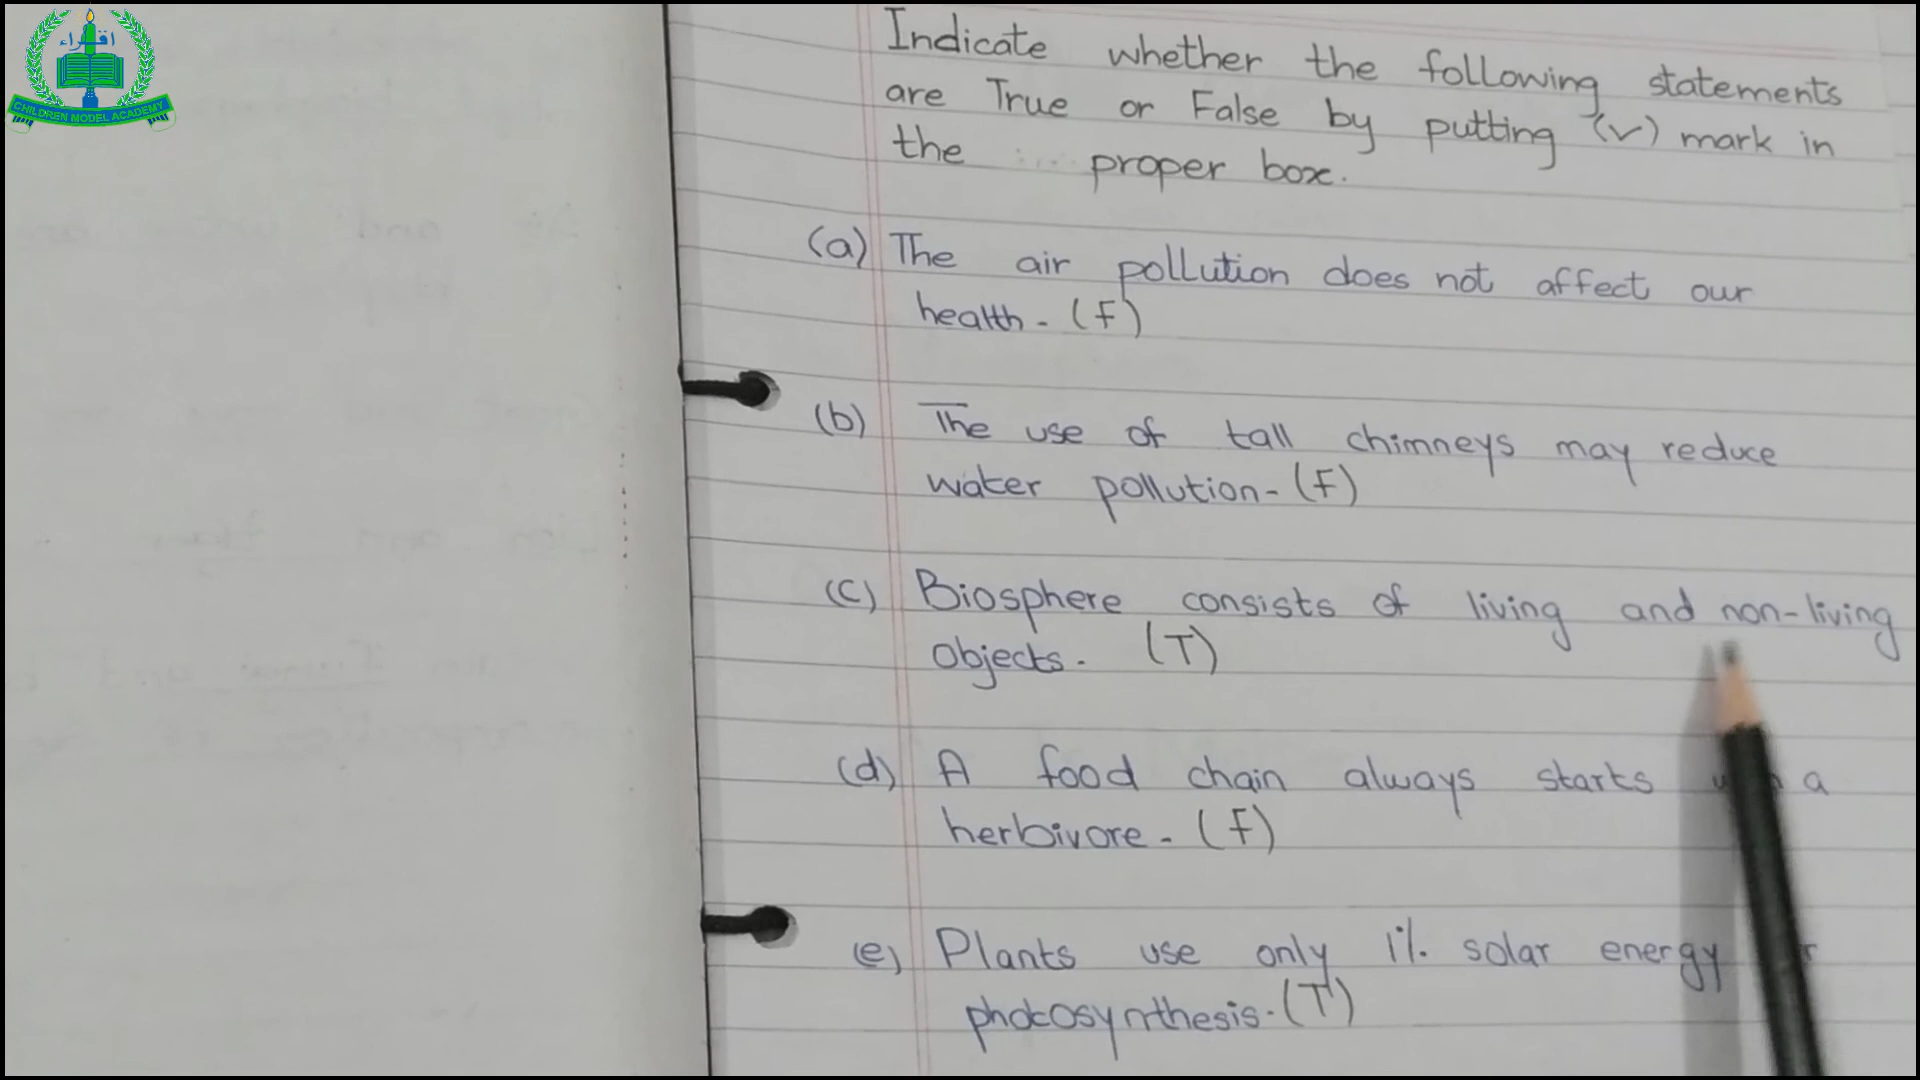 اقراء
CHILDREN MODEL ACADEMY
Indicate whether the following statements
are True or False by putting (✓) mark in
the proper box.
(a) The air pollution does not affect our
health. (F)
(b) The use of tall chimneys may reduce
water pollution. (F)
(c) Biosphere consists of living and non-living
objects. (T)
(d) A food chain always starts a
herbivore. (F)
(e) Plants use only 1% solar energy
photosynthesis. (T)